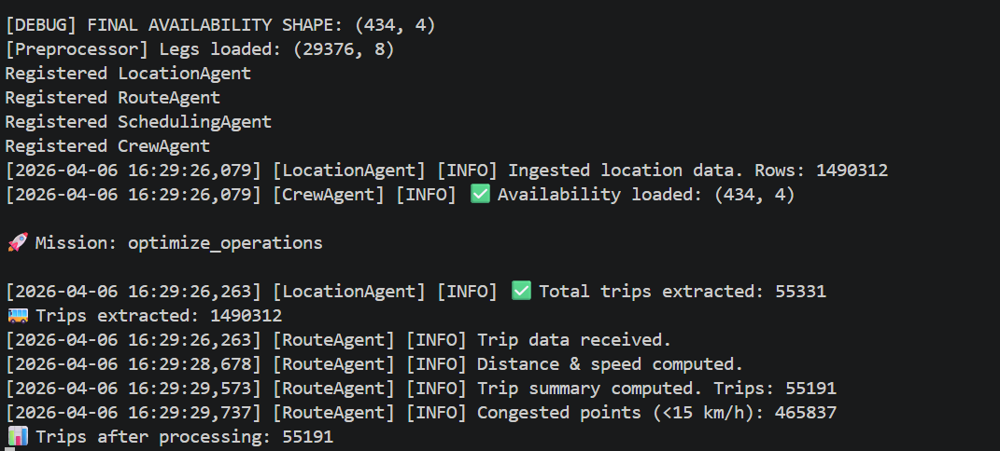 [DEBUG] FINAL AVAILABILITY SHAPE: (434, 4)
[Preprocessor] Legs loaded: (29376, 8)
Registered LocationAgent
Registered RouteAgent
Registered SchedulingAgent
Registered CrewAgent
[2026-04-06 16:29:26,079] [LocationAgent] [INFO] Ingested location data. Rows: 1490312
[2026-04-06 16:29:26,079] [CrewAgent] [INFO] ✅ Availability loaded: (434, 4)
🚀 Mission: optimize_operations
[2026-04-06 16:29:26,263] [LocationAgent] [INFO] ✅ Total trips extracted: 55331
🚌 Trips extracted: 1490312
[2026-04-06 16:29:26,263] [RouteAgent] [INFO] Trip data received.
[2026-04-06 16:29:28,678] [RouteAgent] [INFO] Distance & speed computed.
[2026-04-06 16:29:29,573] [RouteAgent] [INFO] Trip summary computed. Trips: 55191
[2026-04-06 16:29:29,737] [RouteAgent] [INFO] Congested points (<15 km/h): 465837
📊 Trips after processing: 55191